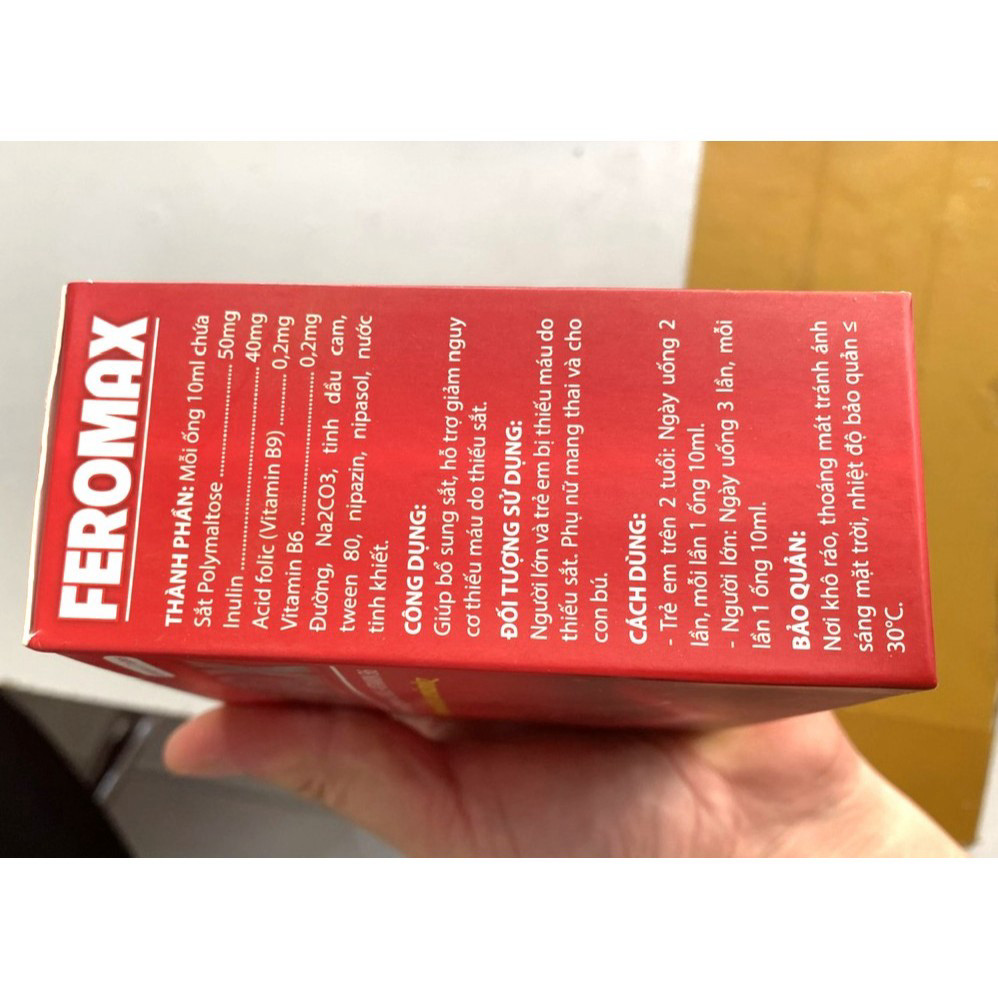 FEROMAX
THÀNH PHẦN: Mỗi ống 10ml chứa
Sắt Polymaltose ........................ 50mg
Inulin ........................................... 40mg
Acid folic (Vitamin B9) ............ 0,2mg
Vitamin B6 ................................ 0,2mg
Đường, Na2CO3, tinh dầu cam,
tween 80, nipazin, nipasol, nước
tinh khiết.
CÔNG DỤNG:
Giúp bổ sung sắt, hỗ trợ giảm nguy
cơ thiếu máu do thiếu sắt.
ĐỐI TƯỢNG SỬ DỤNG:
Người lớn và trẻ em bị thiếu máu do
thiếu sắt. Phụ nữ mang thai và cho
con bú.
CÁCH DÙNG:
- Trẻ em trên 2 tuổi: Ngày uống 2
lần, mỗi lần 1 ống 10ml.
- Người lớn: Ngày uống 3 lần, mỗi
lần 1 ống 10ml.
BẢO QUẢN:
Nơi khô ráo, thoáng mát tránh ánh
sáng mặt trời, nhiệt độ bảo quản ≤
30°C.